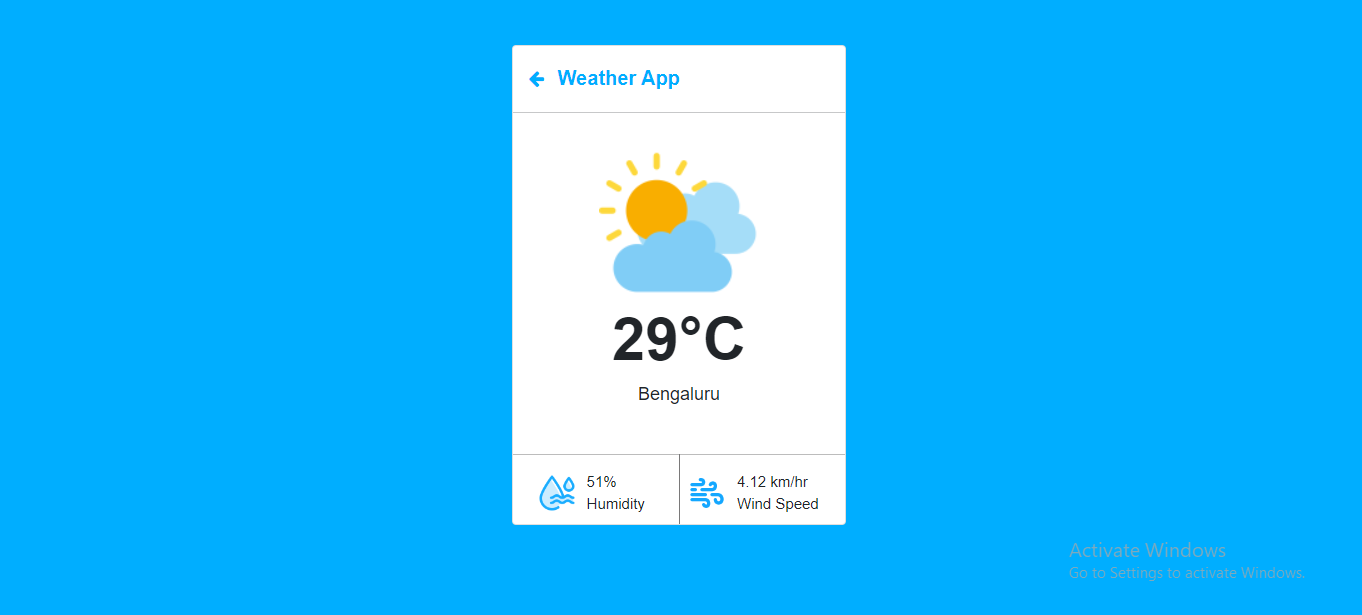 Weather App
29°C
Bengaluru
51%
Humidity
4.12 km/hr
Wind Speed
Activate Windows
Go to Settings to activate Windows.